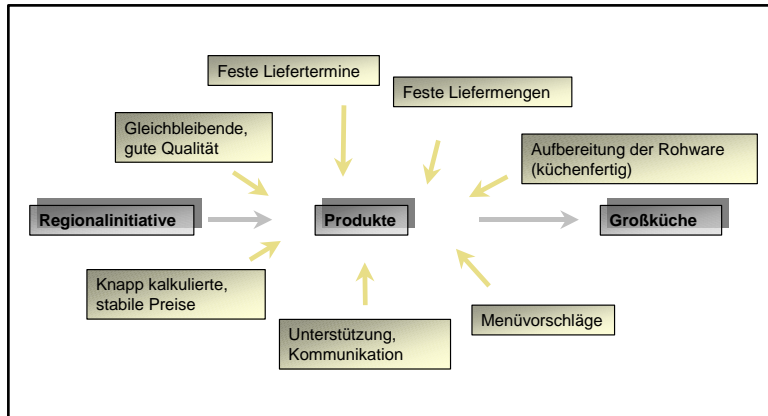 Feste Liefertermine
Feste Liefermengen
Gleichbleibende,
gute Qualität
Aufbereitung der Rohware
(küchenfertig)
Regionalinitiative
Produkte
Großküche
Knapp kalkulierte,
stabile Preise
Unterstützung,
Kommunikation
Menüvorschläge